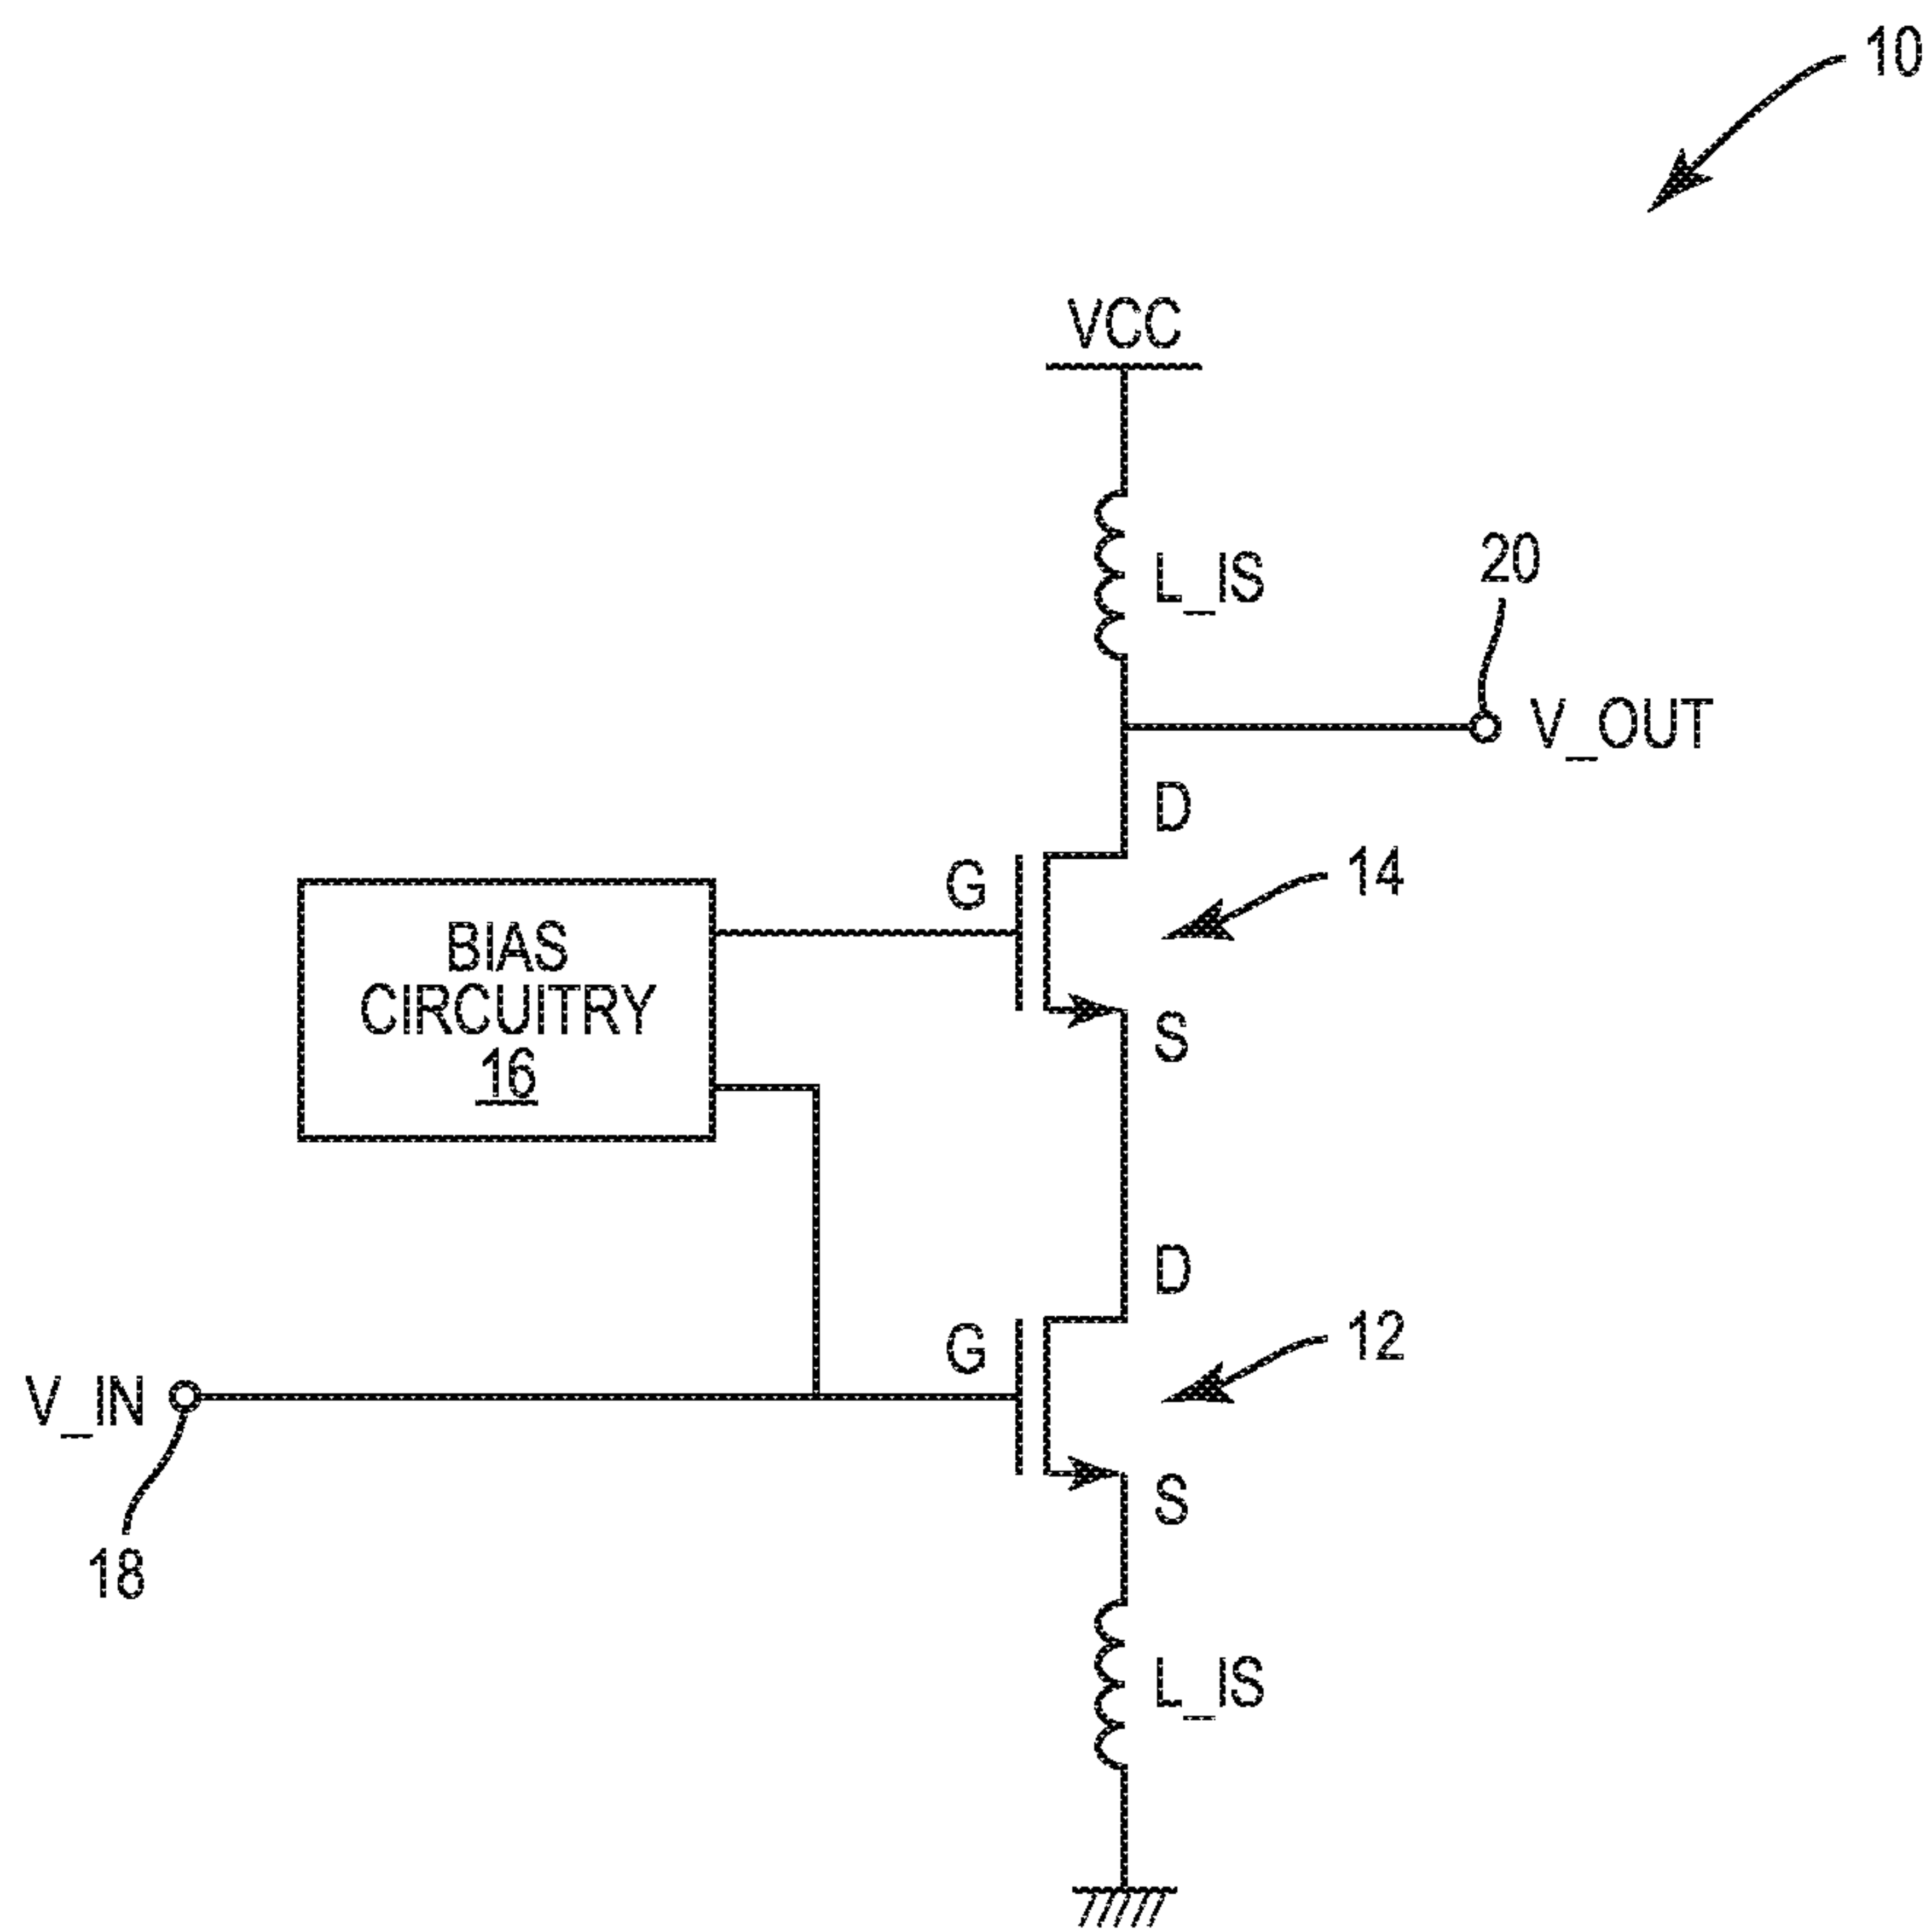 10
VCC
L_IS
20
V_OUT
D
G
14
BIAS
CIRCUITRY
16
S
D
G
12
V_IN
S
18
L_IS